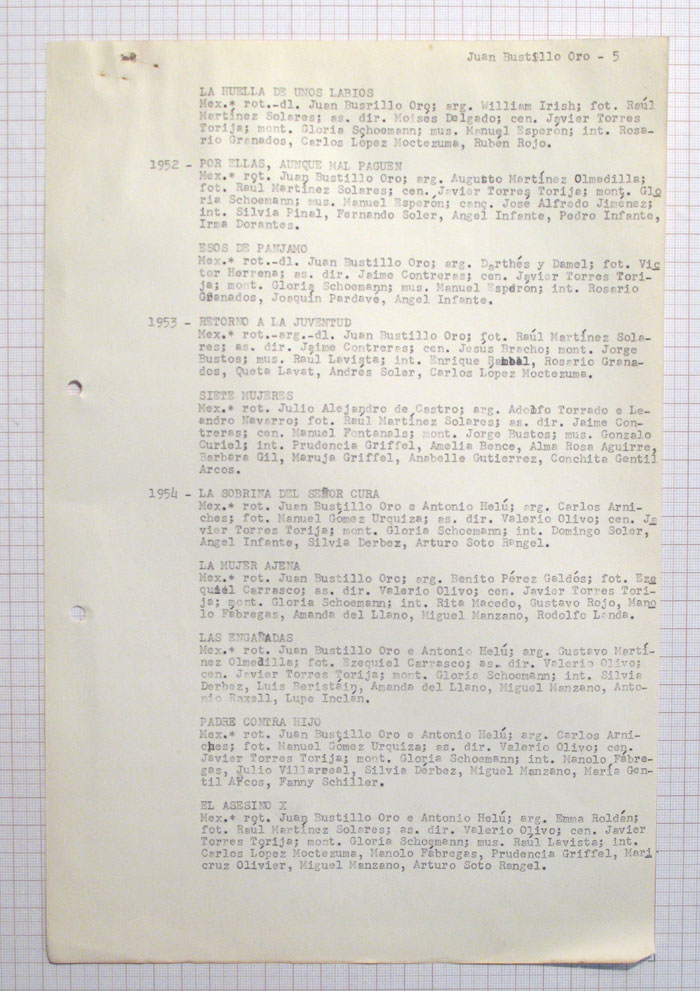 Juan Bustillo Oro - 5
LA HUELLA DE UNOS LABIOS
Mex.* rot.-dl. Juan Busrillo Oro; arg. William Irish; fot. Raúl
Martínez Solares; as. dir. Moisés Delgado; cen. Javier Torres
Torija; mont. Gloria Schoemann; mus. Manuel Esperón; int. Rosa-
rio Granados, Carlos López Moctezuma, Rubén Rojo.
1952 - POR ELLAS, AUNQUE MAL PAGUEN
Mex.* rot. Juan Bustillo Oro; arg. Augusto Martínez Olmedilla;
fot. Raúl Martínez Solares; cen. Javier Torres Torija; mont. Glo
ria Schoemann; mus. Manuel Esperón; canç. José Alfredo Jiménez;
int. Silvia Pinal, Fernando Soler, Angel Infante, Pedro Infante,
Irma Dorantes.
ESOS DE PANJAMO
Mex.* rot.-dl. Juan Bustillo Oro; arg. Darthés y Damel; fot. Vic
tor Herrena; as. dir. Jaime Contreras; cen. Javier Torres Tori-
ja; mont. Gloria Schoemann; mus. Manuel Esperón; int. Rosario
Granados, Joaquín Pardavé, Angel Infante.
1953 - RETORNO A LA JUVENTUD
Mex.* rot.-arg.-dl. Juan Bustillo Oro; fot. Raúl Martínez Sola-
res; as. dir. Jaime Contreras; cen. Jesús Bracho; mont. Jorge
Bustos; mus. Raúl Lavista; int. Enrique Rambal, Rosario Grana-
dos, Queta Lavat, Andres Soler, Carlos López Moctezuma.
SIETE MUJERES
Mex.* rot. Julio Alejandro de Castro; arg. Adolfo Torrado e Le-
andro Navarro; fot. Raúl Martínez Solares; as. dir. Jaime Con-
treras; cen. Manuel Fontanals; mont. Jorge Bustos; mus. Gonzalo
Curiel; int. Prudencia Griffel, Amelia Bence, Alma Rosa Aguirre,
Barbara Gil, Maruja Griffel, Anabelle Gutierrez, Conchita Gentil
Arcos.
1954 - LA SOBRINA DEL SEÑOR CURA
Mex.* rot. Juan Bustillo Oro e Antonio Helú; arg. Carlos Arni-
ches; fot. Manuel Gómez Urquiza; as. dir. Valerio Olivo; cen. Ja
vier Torres Torija; mont. Gloria Schoemann; int. Domingo Soler,
Angel Infante, Silvia Derbez, Arturo Soto Rangel.
LA MUJER AJENA
Mex.* rot. Juan Bustillo Oro; arg. Benito Pérez Galdós; fot. Eze
quiel Carrasco; as. dir. Valerio Olivo; cen. Javier Torres Tori-
ja; mont. Gloria Schoemann; int. Rita Macedo, Gustavo Rojo, Mano
lo Fábregas, Amanda del Llano, Miguel Manzano, Rodolfo Landa.
LAS ENGAÑADAS
Mex.* rot. Juan Bustillo Oro e Antonio Helú; arg. Gustavo Martí-
nez Olmedilla; fot. Ezequiel Carrasco; as. dir. Valerio Olivo;
cen. Javier Torres Torija; mont. Gloria Schoemann; int. Silvia
Derbez, Luis Beristáin, Amanda del Llano, Miguel Manzano, Anto-
nio Raxell, Lupe Inclan.
PADRE CONTRA HIJO
Mex.* rot. Juan Bustillo Oro e Antonio Helú; arg. Carlos Arni-
ches; fot. Manuel Gómez Urquiza; as. dir. Valerio Olivo; cen.
Javier Torres Torija; mont. Gloria Schoemann; int. Manolo Fábre-
gas, Julio Villarreal, Silvia Derbez, Miguel Manzano, María Gen-
til Arcos, Fanny Schiller.
EL ASESINO X
Mex.* rot. Juan Bustillo Oro e Antonio Helú; arg. Emma Roldán;
fot. Raúl Martínez Solares; as. dir. Valerio Olivo; cen. Javier
Torres Torija; mont. Gloria Schoemann; mus. Raúl Lavista; int.
Carlos López Moctezuma, Manolo Fábregas, Prudencia Griffel, Mari
cruz Olivier, Miguel Manzano, Arturo Soto Rangel.